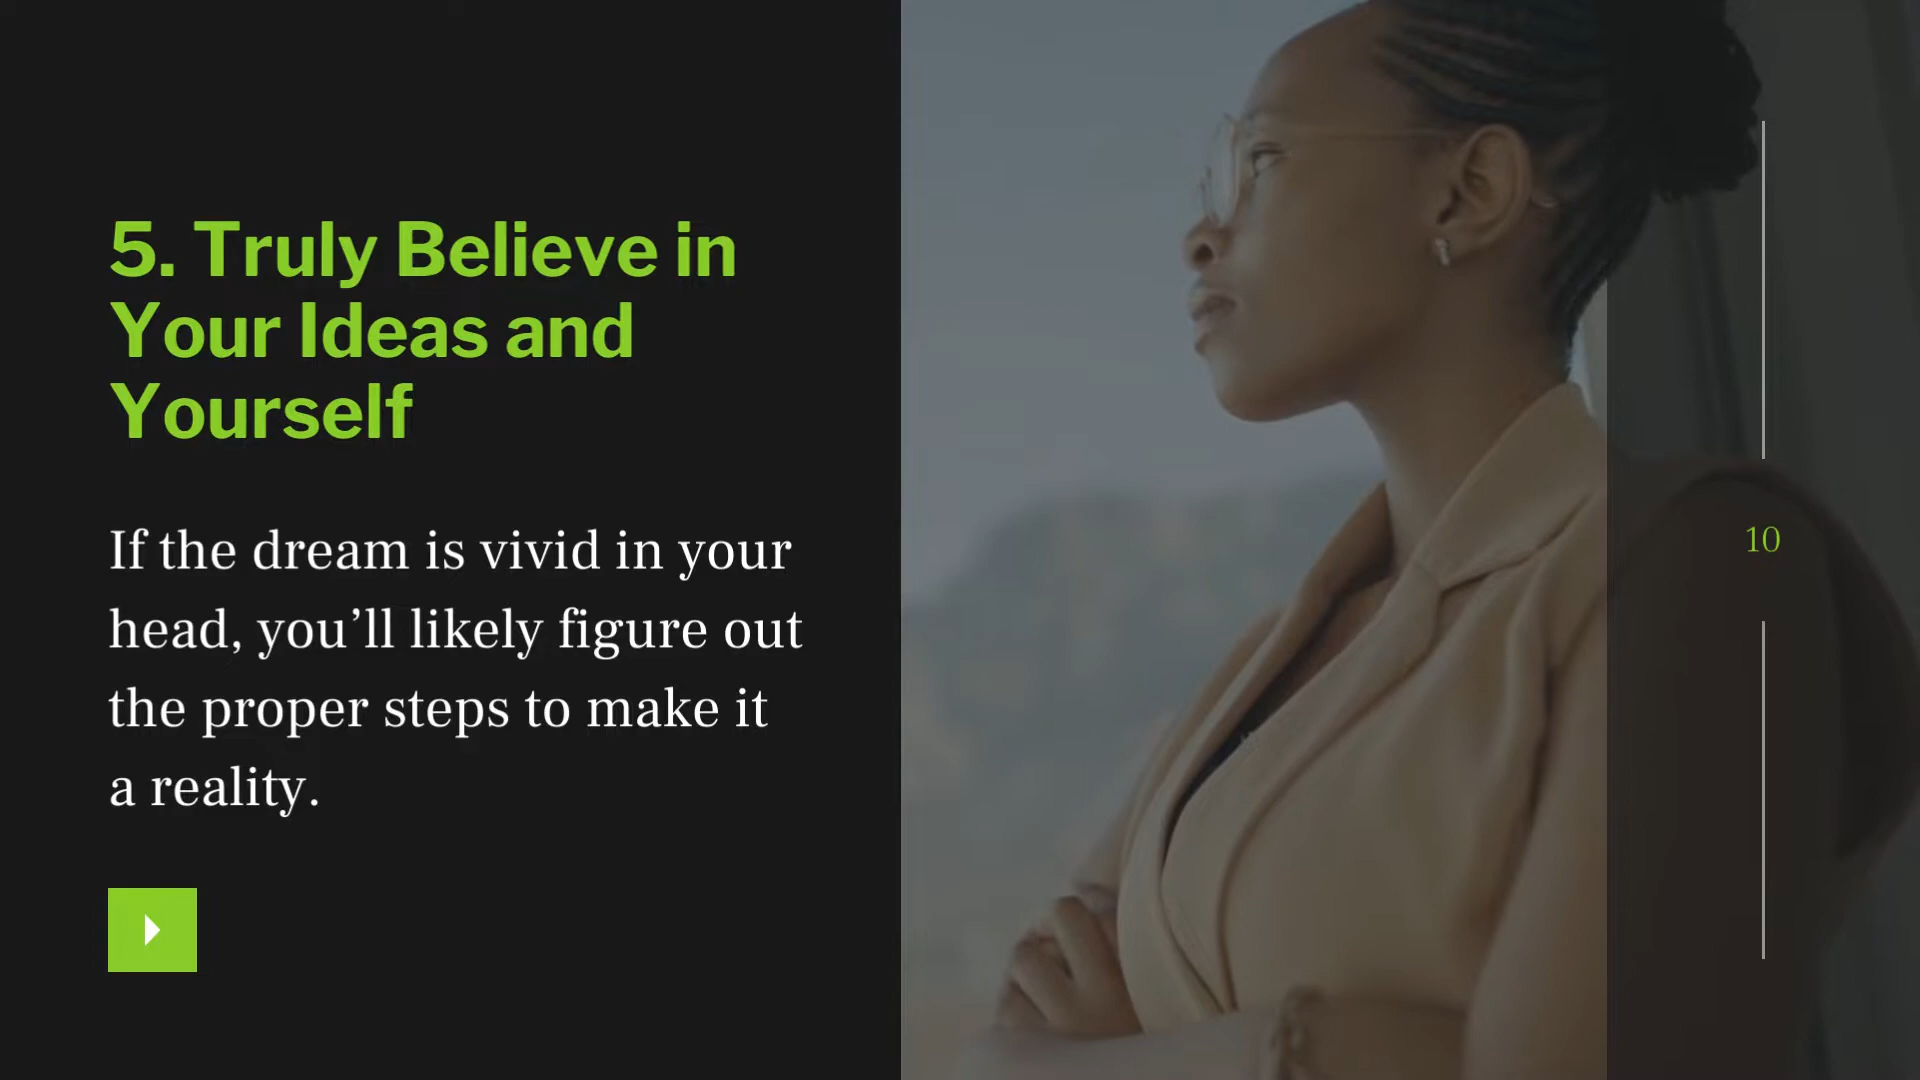 5. Truly Believe in
Your Ideas and
Yourself
If the dream is vivid in your
head, you’ll likely figure out
the proper steps to make it
a reality.
10